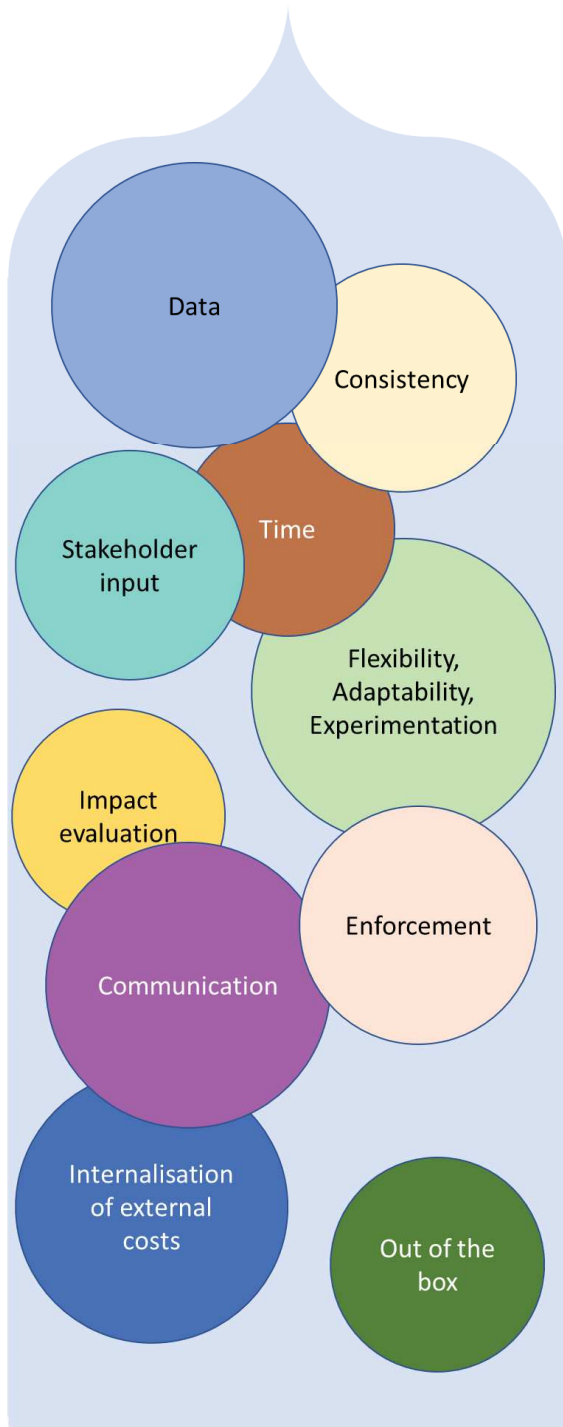 Data
Consistency
Time
Stakeholder
input
Flexibility,
Adaptability,
Experimentation
Impact
evaluation
Enforcement
Communication
Internalisation
of external
costs
Out of the
box